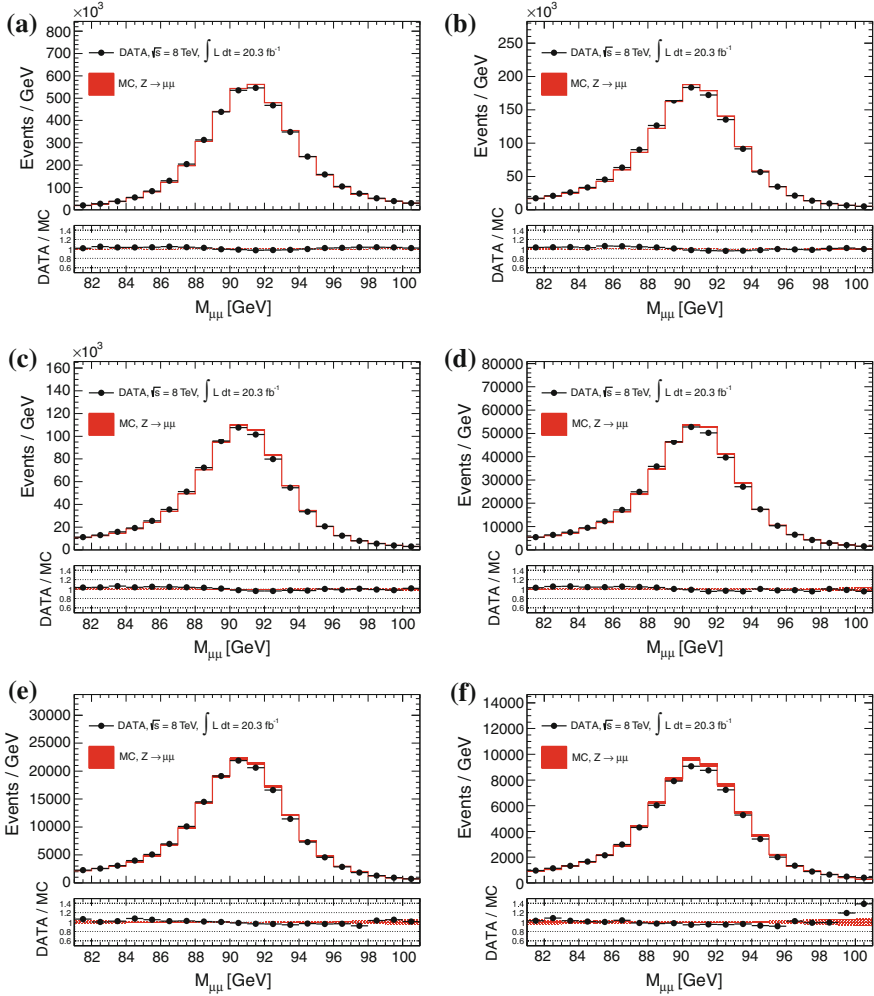 (a)
×10³
Events / GeV
800
700
600
500
400
300
200
100
0
DATA, √s = 8 TeV, ∫ L dt = 20.3 fb⁻¹
MC, Z → μμ
DATA / MC
1.4
1.2
1
0.8
0.6
82 84 86 88 90 92 94 96 98 100
M_μμ [GeV]
(b)
×10³
Events / GeV
250
200
150
100
50
0
DATA, √s = 8 TeV, ∫ L dt = 20.3 fb⁻¹
MC, Z → μμ
DATA / MC
1.4
1.2
1
0.8
0.6
82 84 86 88 90 92 94 96 98 100
M_μμ [GeV]
(c)
×10³
Events / GeV
160
140
120
100
80
60
40
20
0
DATA, √s = 8 TeV, ∫ L dt = 20.3 fb⁻¹
MC, Z → μμ
DATA / MC
1.4
1.2
1
0.8
0.6
82 84 86 88 90 92 94 96 98 100
M_μμ [GeV]
(d)
Events / GeV
80000
70000
60000
50000
40000
30000
20000
10000
0
DATA, √s = 8 TeV, ∫ L dt = 20.3 fb⁻¹
MC, Z → μμ
DATA / MC
1.4
1.2
1
0.8
0.6
82 84 86 88 90 92 94 96 98 100
M_μμ [GeV]
(e)
Events / GeV
30000
25000
20000
15000
10000
5000
0
DATA, √s = 8 TeV, ∫ L dt = 20.3 fb⁻¹
MC, Z → μμ
DATA / MC
1.4
1.2
1
0.8
0.6
82 84 86 88 90 92 94 96 98 100
M_μμ [GeV]
(f)
Events / GeV
14000
12000
10000
8000
6000
4000
2000
0
DATA, √s = 8 TeV, ∫ L dt = 20.3 fb⁻¹
MC, Z → μμ
DATA / MC
1.4
1.2
1
0.8
0.6
82 84 86 88 90 92 94 96 98 100
M_μμ [GeV]